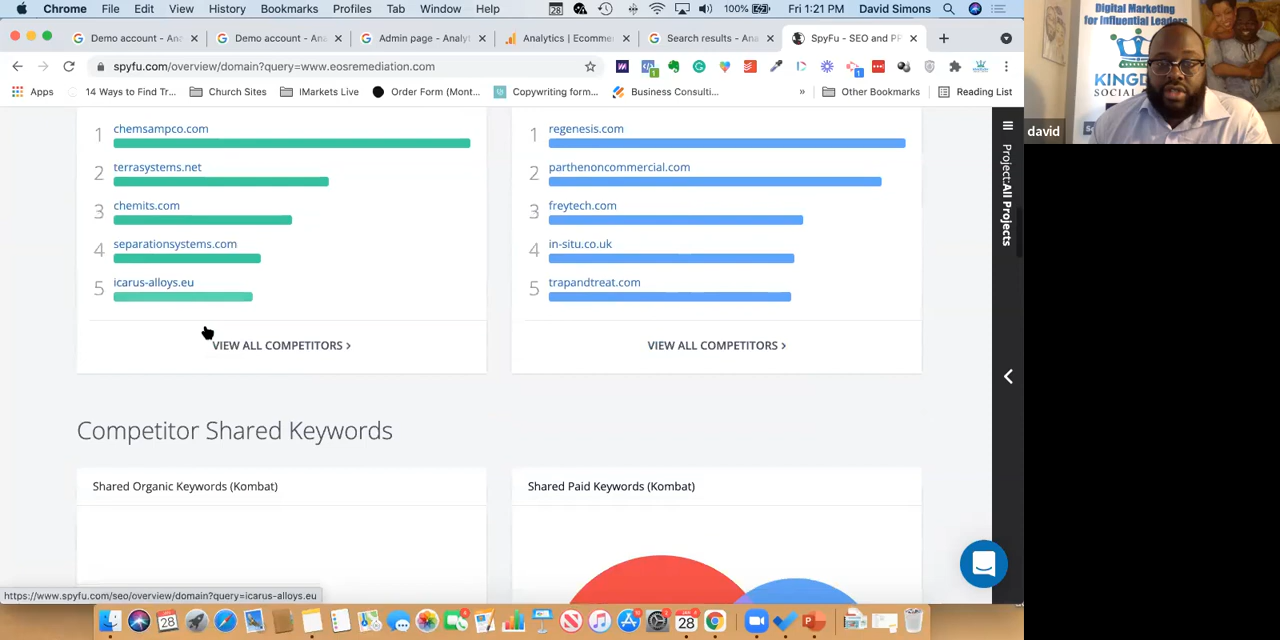 Chrome File Edit View History Bookmarks Profiles Tab Window Help 100% Fri 1:21 PM David Simons
Demo account - An Demo account - An Admin page - Analyt Analytics | Ecomme Search results - Ana SpyFu - SEO and PP
spyfu.com/overview/domain?query=www.eosremediation.com
Apps 14 Ways to Find Tr... Church Sites IMarkets Live Order Form (Mont... Copywriting form... Business Consulti... » Other Bookmarks Reading List
Digital Marketing
for Influential Leaders
david
Project: All Projects
1 chemsampco.com
2 terrasystems.net
3 chemits.com
4 separationsystems.com
5 icarus-alloys.eu
VIEW ALL COMPETITORS >
1 regenesis.com
2 parthenoncommercial.com
3 freytech.com
4 in-situ.co.uk
5 trapandtreat.com
VIEW ALL COMPETITORS >
Competitor Shared Keywords
Shared Organic Keywords (Kombat)
Shared Paid Keywords (Kombat)
https://www.spyfu.com/seo/overview/domain?query=icarus-alloys.eu